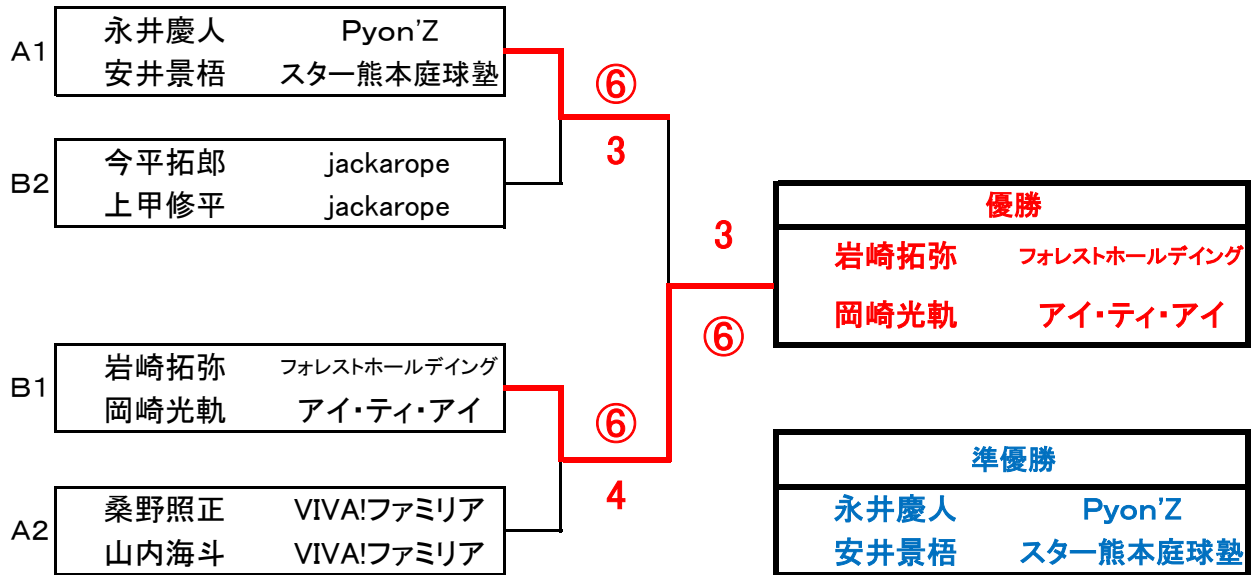 A1
永井慶人 Pyon'Z
安井景梧 スター熊本庭球塾
⑥
3
B2
今平拓郎 jackarope
上甲修平 jackarope
3
⑥
優勝
岩崎拓弥 フォレストホールデイング
岡崎光軌 アイ・ティ・アイ
B1
岩崎拓弥 フォレストホールデイング
岡崎光軌 アイ・ティ・アイ
⑥
4
A2
桑野照正 VIVA!ファミリア
山内海斗 VIVA!ファミリア
準優勝
永井慶人 Pyon'Z
安井景梧 スター熊本庭球塾